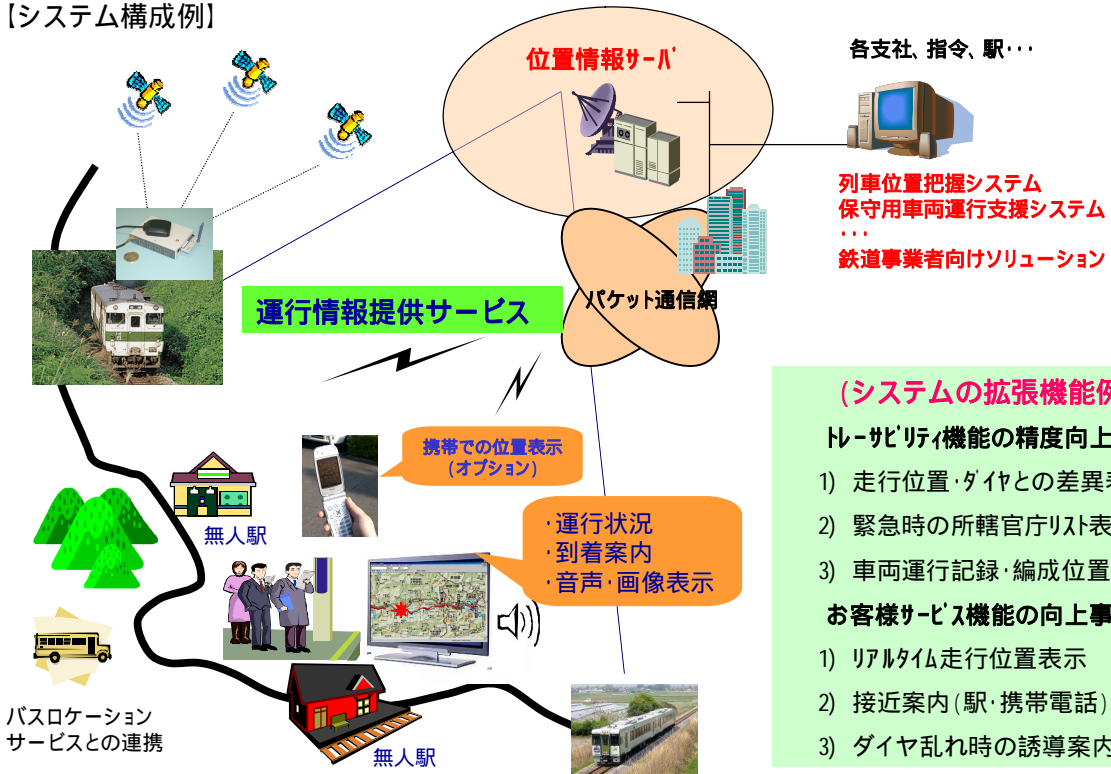 【システム構成例】
位置情報ｻｰﾊﾞ
各支社、指令、駅･･･
列車位置把握システム
保守用車両運行支援システム
･･･
鉄道事業者向けソリューション
運行情報提供サービス
ﾊﾟｹｯﾄ通信網
携帯での位置表示
(オプション)
無人駅
･運行状況
･到着案内
･音声･画像表示
バスロケーション
サービスとの連携
無人駅
(システムの拡張機能例
ﾄﾚｰｻﾋﾞﾘﾃｨ機能の精度向上
1) 走行位置･ﾀﾞｲﾔとの差異表
2) 緊急時の所轄官庁ﾘｽﾄ表
3) 車両運行記録･編成位置
お客様ｻｰﾋﾞｽ機能の向上事
1) ﾘｱﾙﾀｲﾑ走行位置表示
2) 接近案内(駅･携帯電話)
3) ダイヤ乱れ時の誘導案内